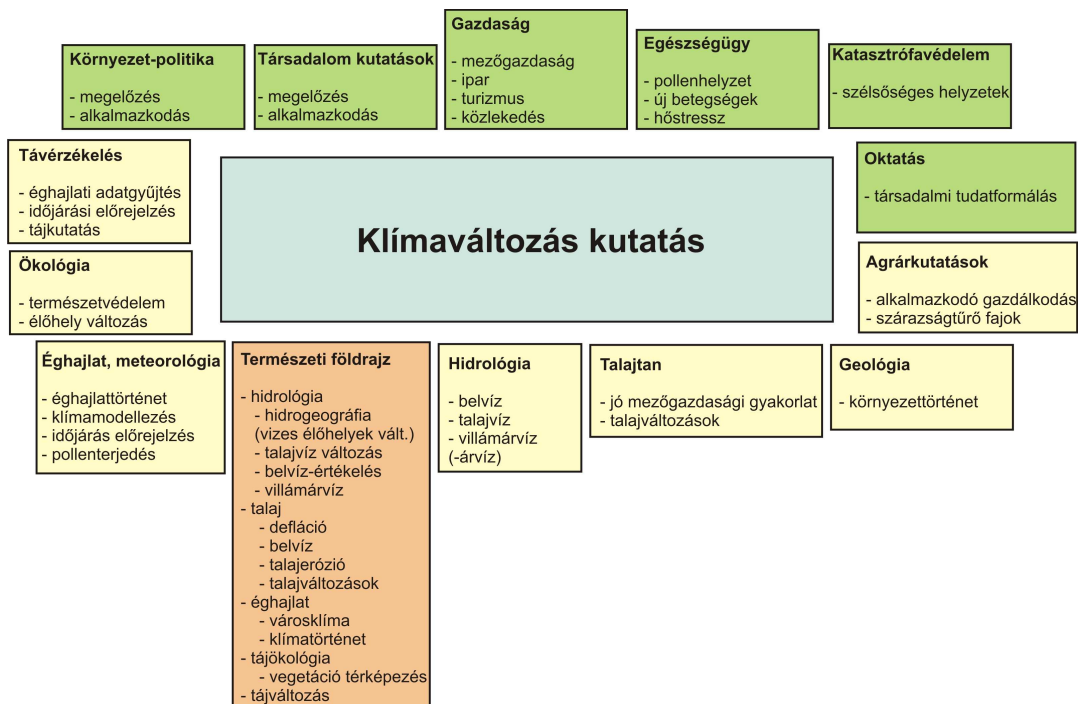 Környezet-politika
- megelőzés
- alkalmazkodás
Társadalom kutatások
- megelőzés
- alkalmazkodás
Gazdaság
- mezőgazdaság
- ipar
- turizmus
- közlekedés
Egészségügy
- pollenhelyzet
- új betegségek
- hőstressz
Katasztrófavédelem
- szélsőséges helyzetek
Távérzékelés
- éghajlati adatgyűjtés
- időjárási előrejelzés
- tájkutatás
Klímaváltozás kutatás
Oktatás
- társadalmi tudatformálás
Ökológia
- természetvédelem
- élőhely változás
Agrárkutatások
- alkalmazkodó gazdálkodás
- szárazságtűrő fajok
Éghajlat, meteorológia
- éghajlattörténet
- klímamodellezés
- időjárás előrejelzés
- pollenterjedés
Természeti földrajz
- hidrológia
- hidrogeográfia
(vizes élőhelyek vált.)
- talajvíz változás
- belvíz-értékelés
- villámárvíz
- talaj
- defláció
- belvíz
- talajerózió
- talajváltozások
- éghajlat
- városklíma
- klímatörténet
- tájökológia
- vegetáció térképezés
- tájváltozás
Hidrológia
- belvíz
- talajvíz
- villámárvíz
(-árvíz)
Talajtan
- jó mezőgazdasági gyakorlat
- talajváltozások
Geológia
- környezettörténet